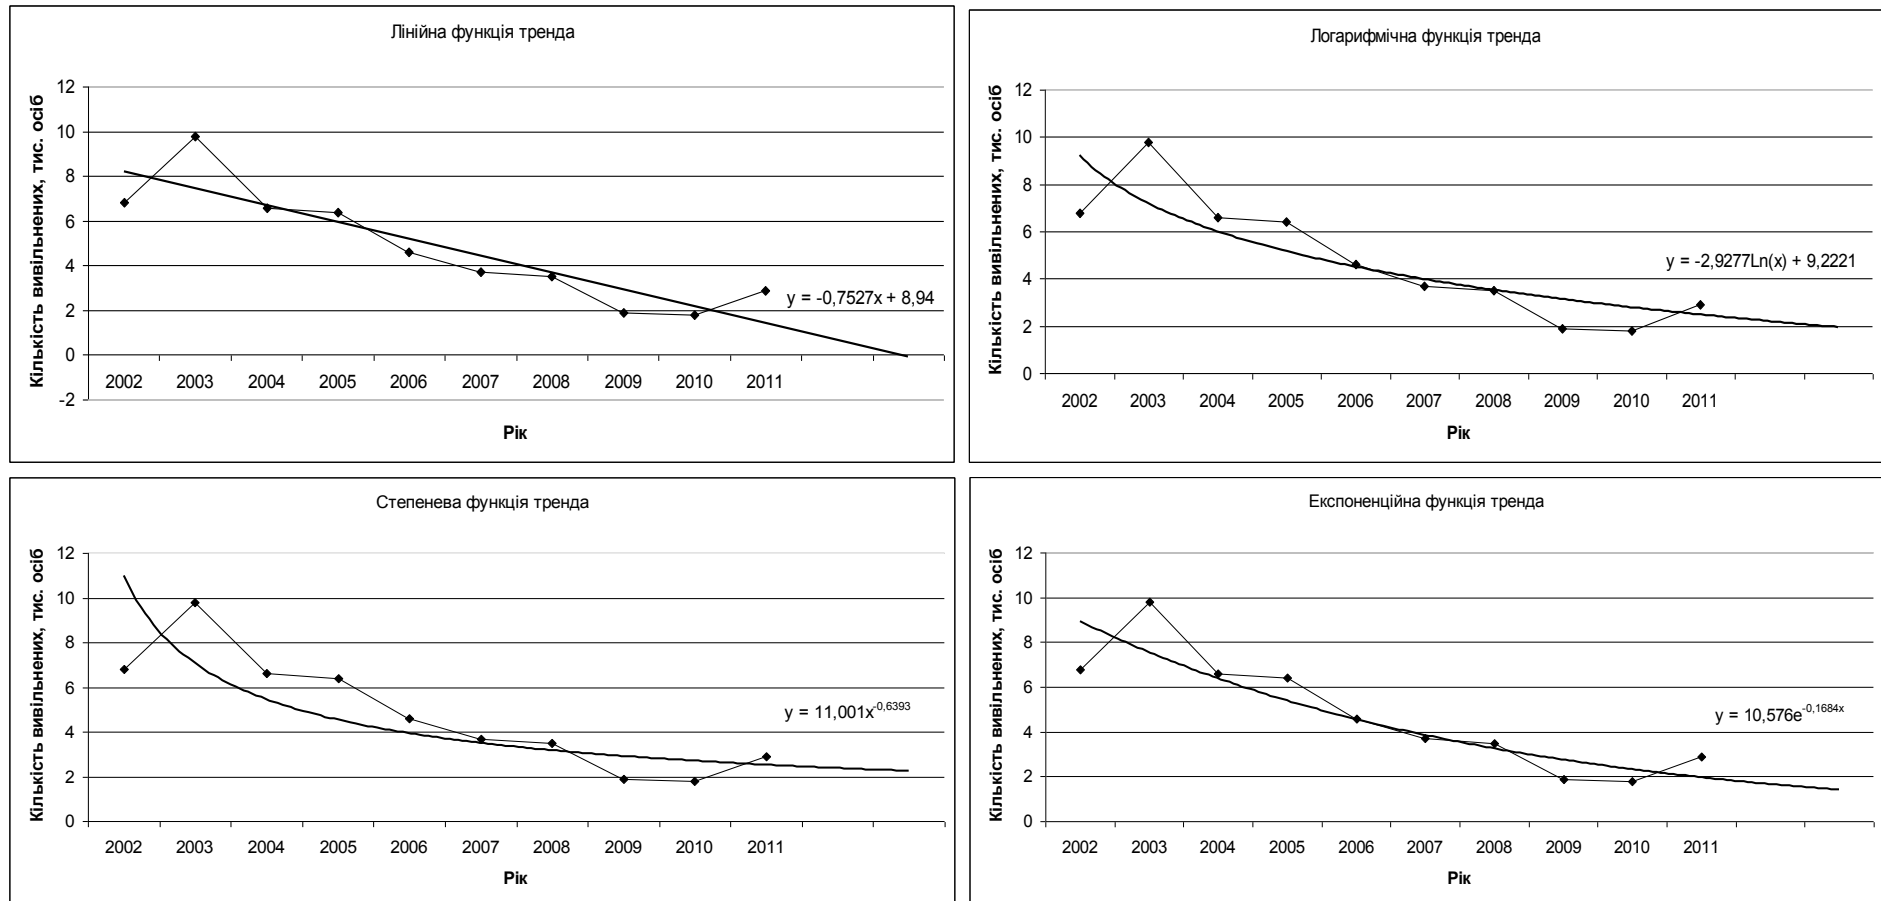 Лінійна функція тренда
Кількість вивільнених, тис. осіб
12
10
8
6
4
2
0
-2
y = -0,7527x + 8,94
2002 2003 2004 2005 2006 2007 2008 2009 2010 2011
Рік
Логарифмічна функція тренда
Кількість вивільнених, тис. осіб
12
10
8
6
4
2
0
y = -2,9277Ln(x) + 9,2221
2002 2003 2004 2005 2006 2007 2008 2009 2010 2011
Рік
Степенева функція тренда
Кількість вивільнених, тис. осіб
12
10
8
6
4
2
0
y = 11,001x^-0,6393
2002 2003 2004 2005 2006 2007 2008 2009 2010 2011
Рік
Експоненційна функція тренда
Кількість вивільнених, тис. осіб
12
10
8
6
4
2
0
y = 10,576e^-0,1684x
2002 2003 2004 2005 2006 2007 2008 2009 2010 2011
Рік